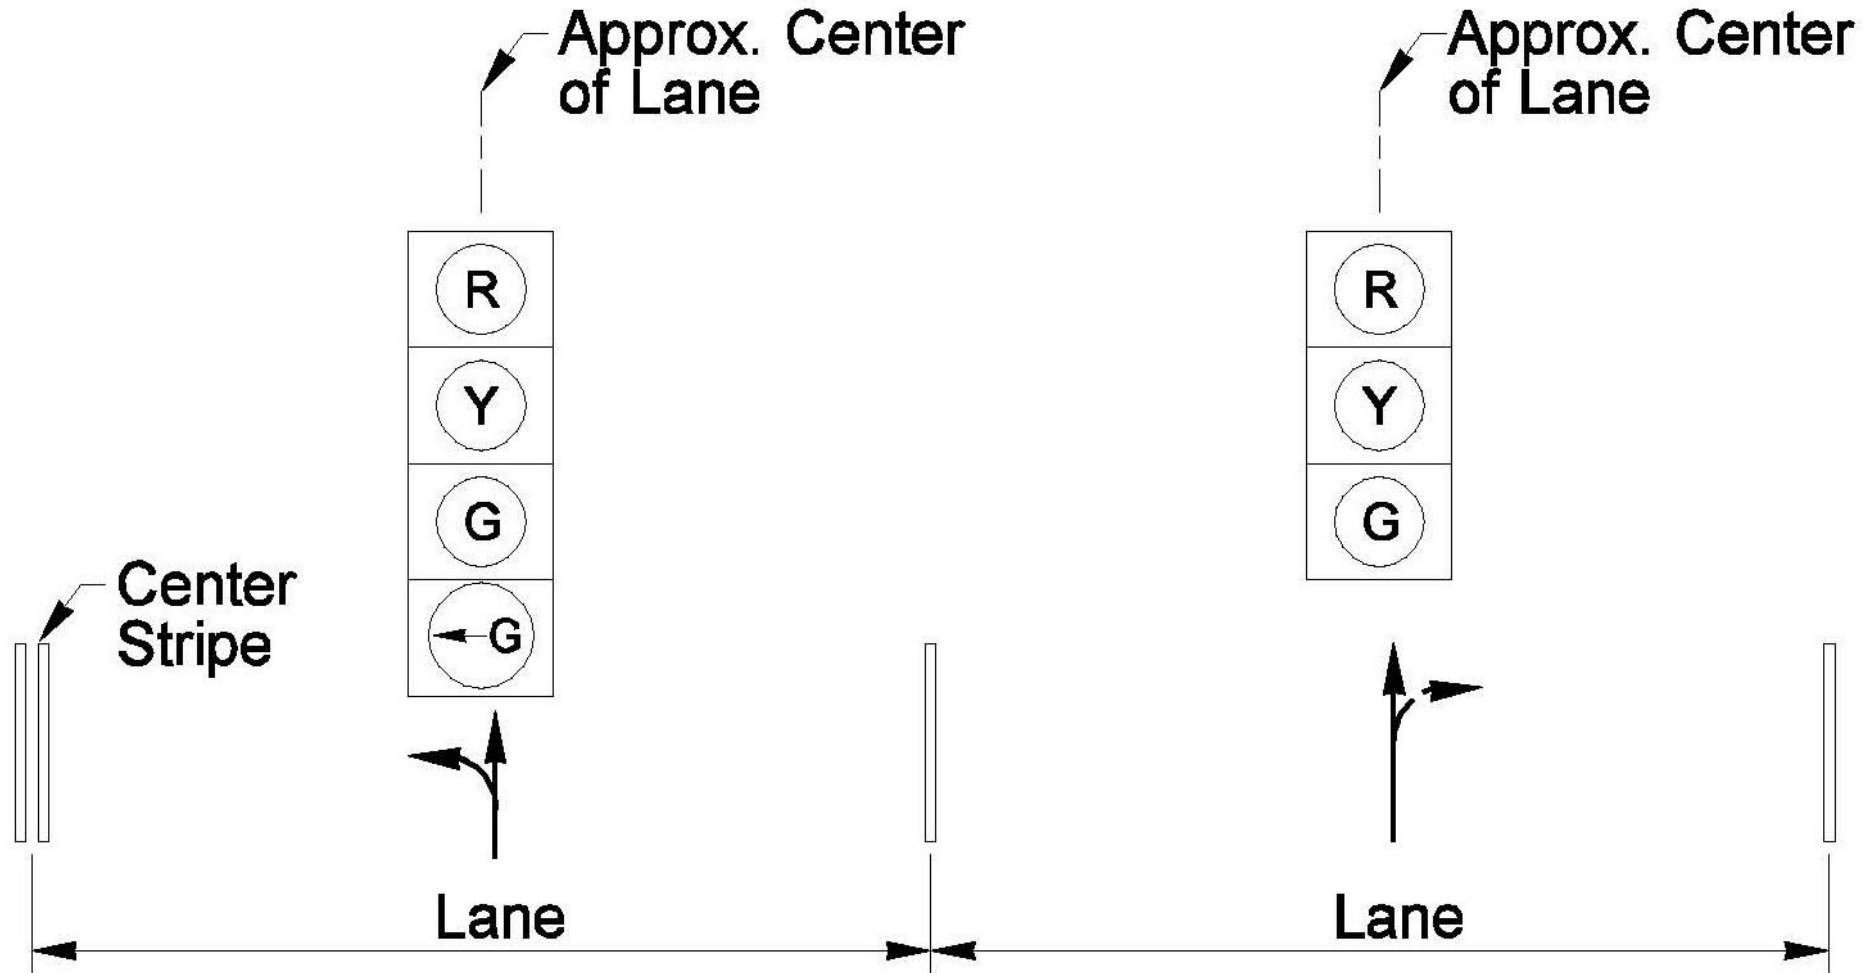 Approx. Center
of Lane
Approx. Center
of Lane
R
Y
G
G
R
Y
G
Center
Stripe
Lane
Lane